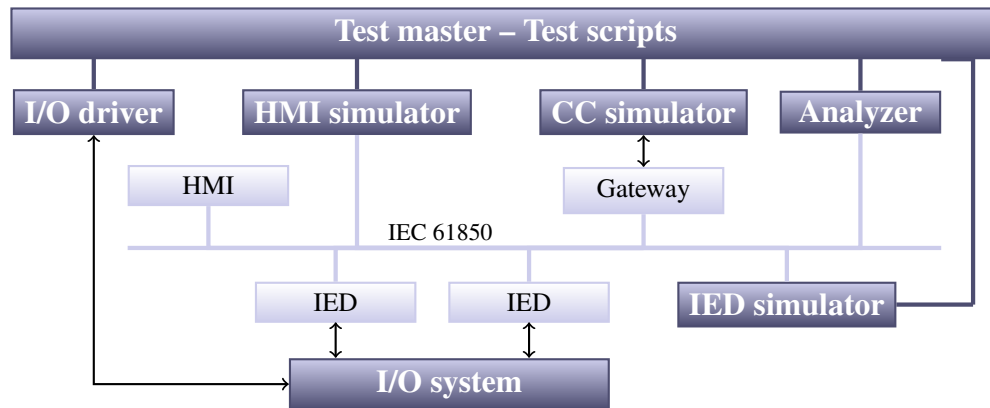 Test master – Test scripts
I/O driver
HMI simulator
CC simulator
Analyzer
HMI
Gateway
IEC 61850
IED
IED
IED simulator
I/O system